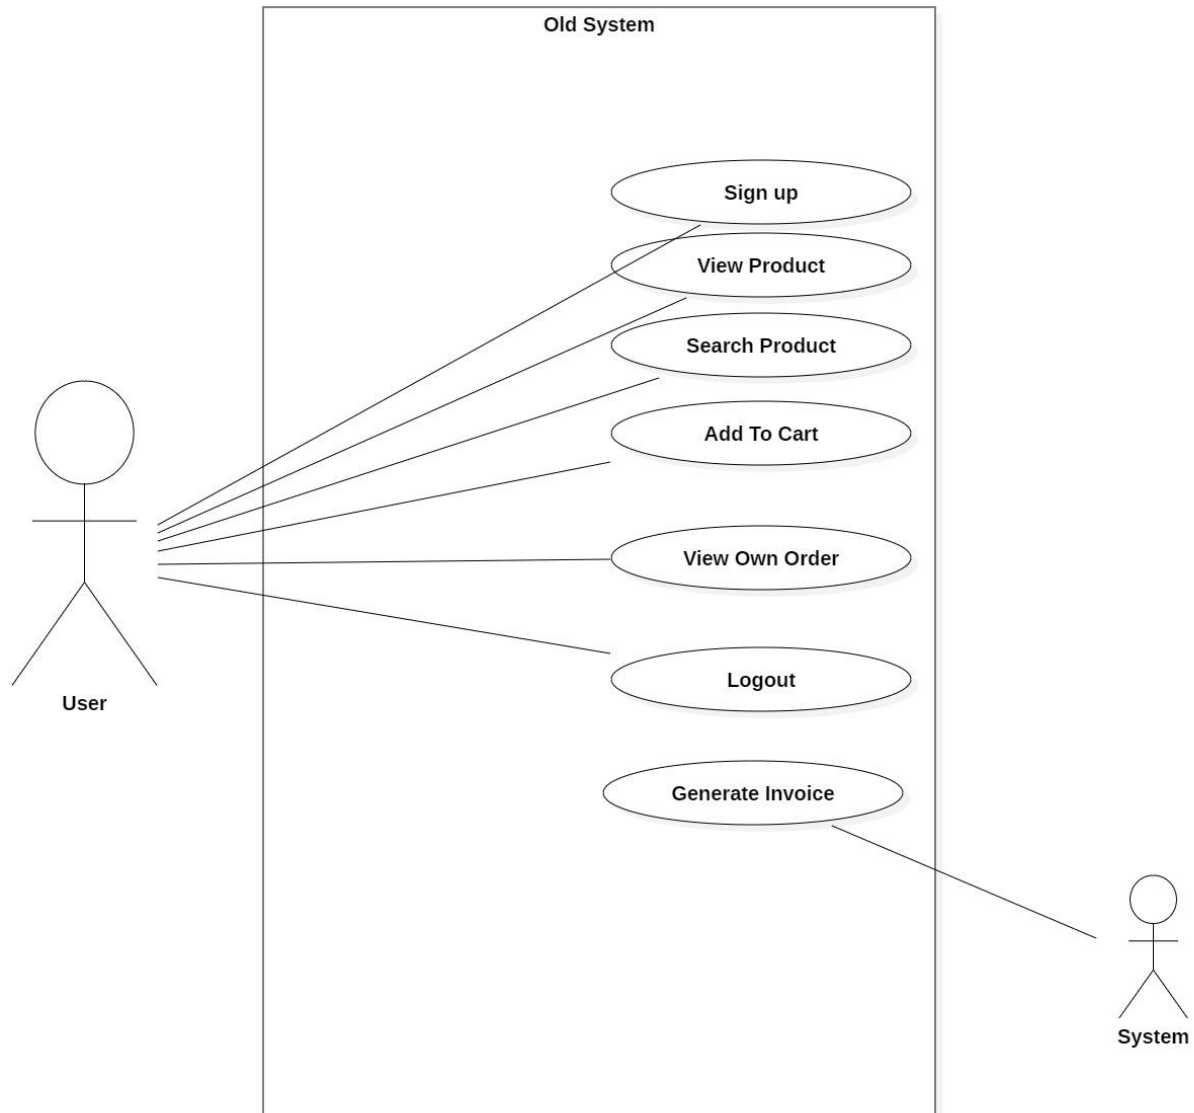 Old System
Sign up
View Product
Search Product
Add To Cart
View Own Order
Logout
User
Generate Invoice
System